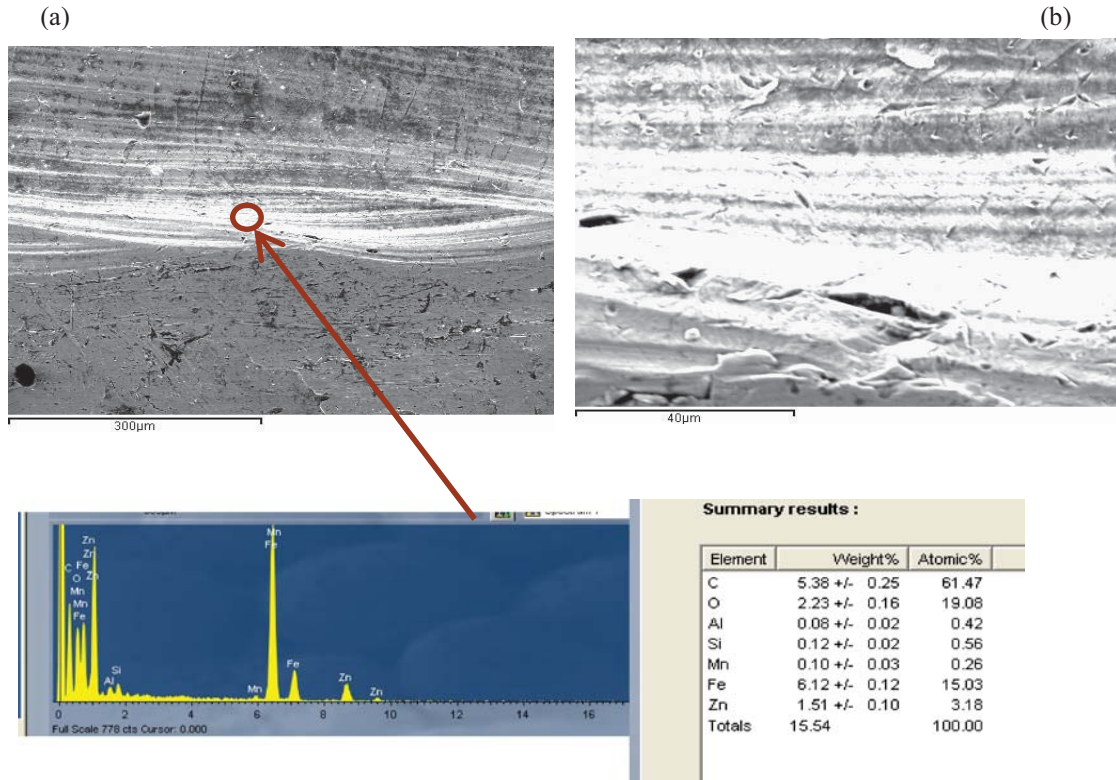 (a)
(b)
300µm
40µm
Summary results :
Element Weight% Atomic%
C 5.38 +/- 0.25 61.47
O 2.23 +/- 0.16 19.08
Al 0.08 +/- 0.02 0.42
Si 0.12 +/- 0.02 0.56
Mn 0.10 +/- 0.03 0.26
Fe 6.12 +/- 0.12 15.03
Zn 1.51 +/- 0.10 3.18
Totals 15.54 100.00
Zn
Zn
C Fe
O Zn
Mn
Mn
Fe
Al
Si
Mn
Fe
Mn
Fe
Zn
Zn
0 2 4 6 8 10 12 14 16
Full Scale 778 cts Cursor: 0.000